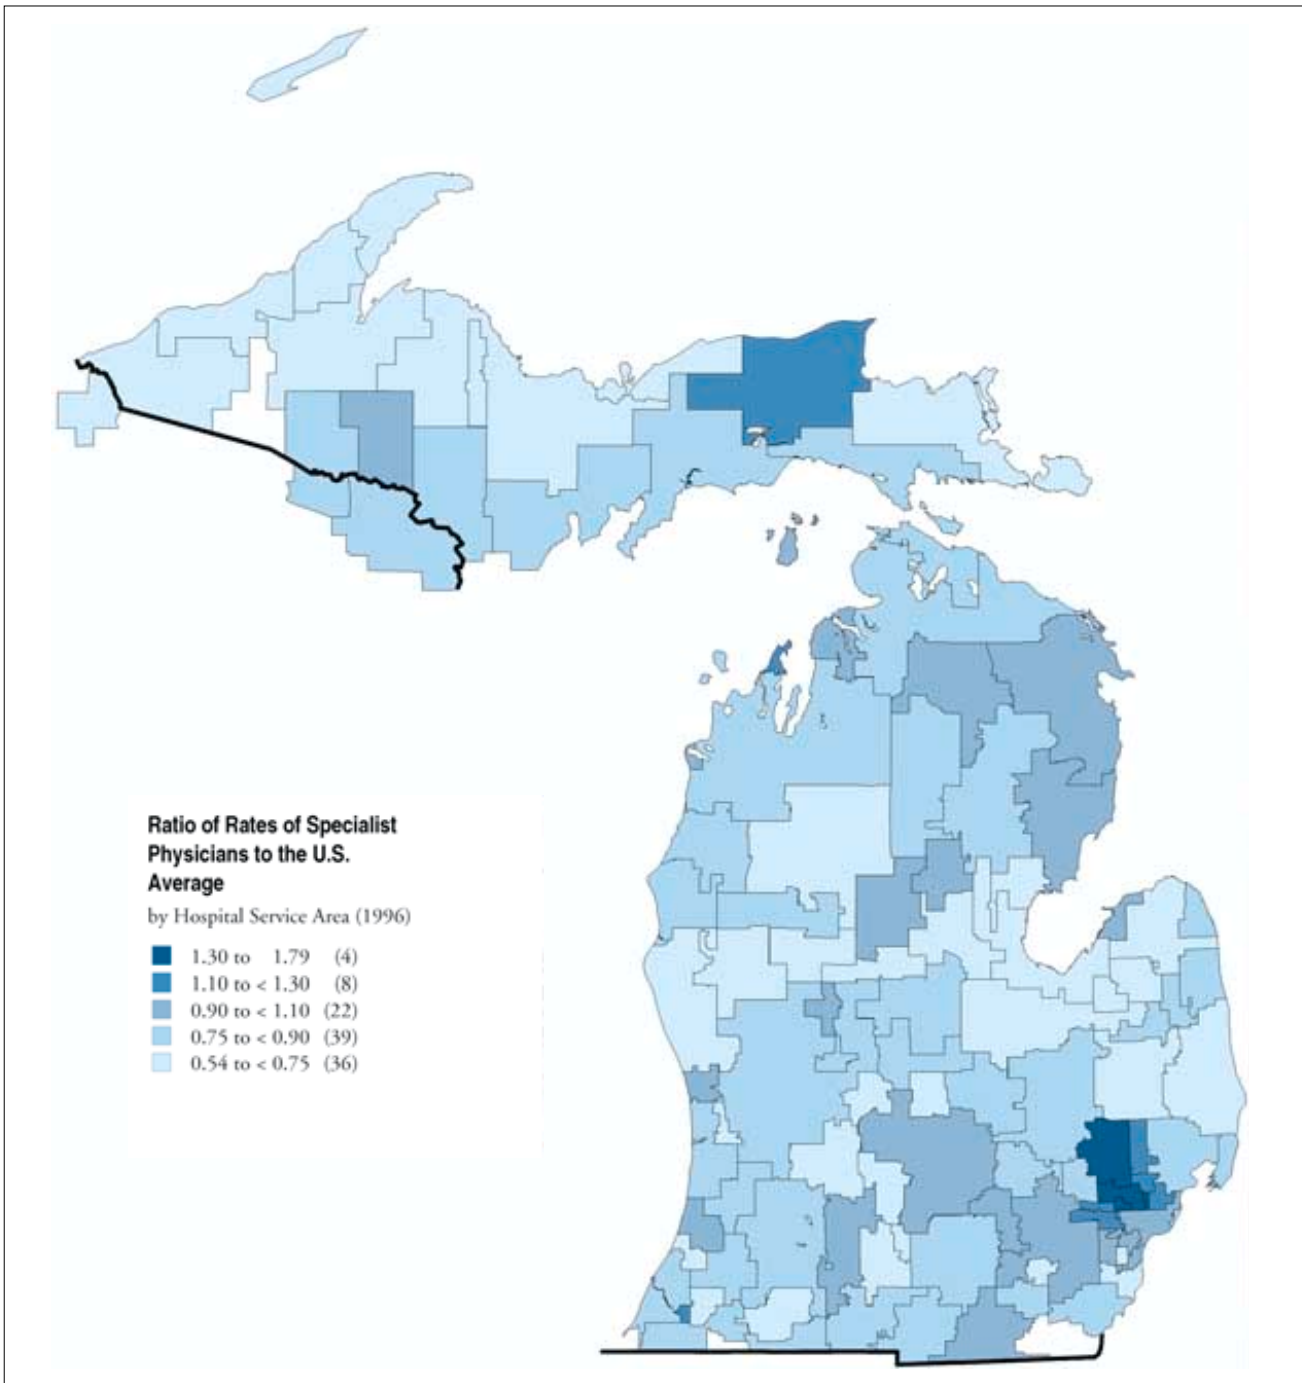 Ratio of Rates of Specialist
Physicians to the U.S.
Average
by Hospital Service Area (1996)
1.30 to 1.79 (4)
1.10 to < 1.30 (8)
0.90 to < 1.10 (22)
0.75 to < 0.90 (39)
0.54 to < 0.75 (36)